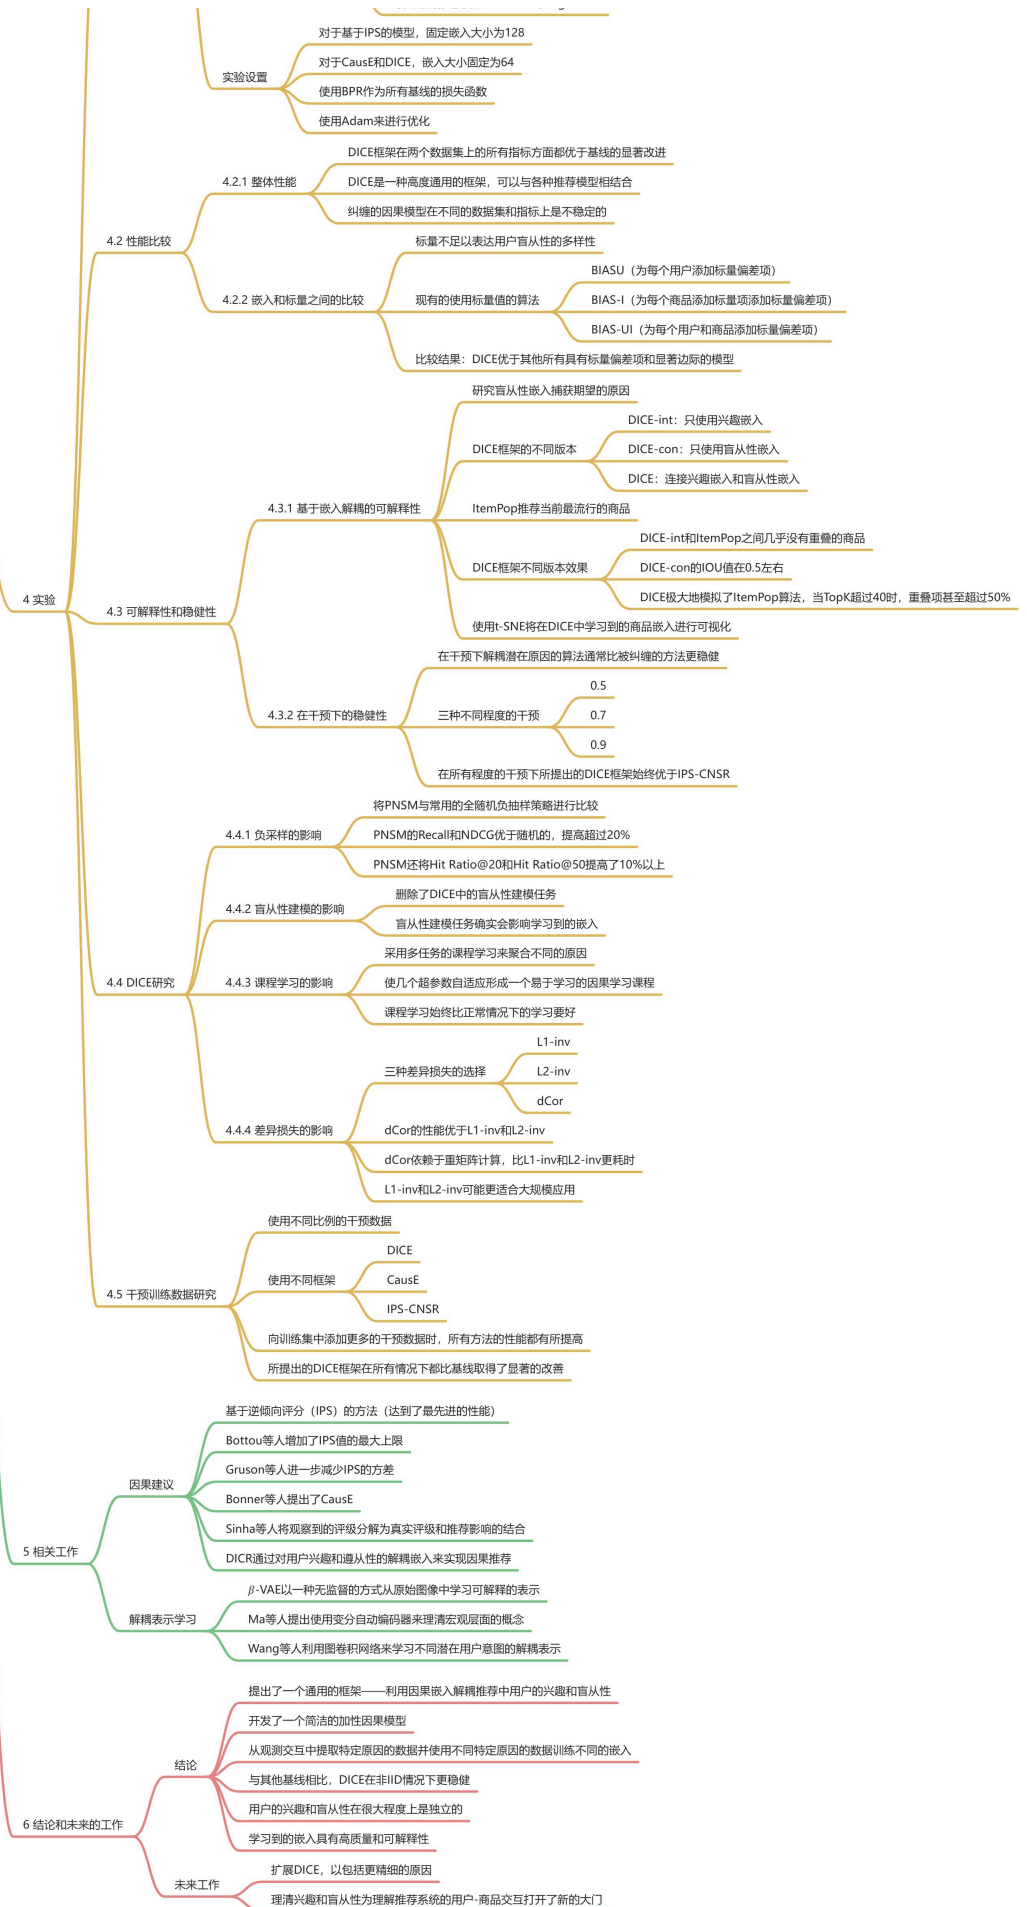 对于基于IPS的模型，固定嵌入大小为128
对于CausE和DICE，嵌入大小固定为64
实验设置
使用BPR作为所有基线的损失函数
使用Adam来进行优化
DICE框架在两个数据集上的所有指标方面都优于基线的显著改进
4.2.1 整体性能
DICE是一种高度通用的框架，可以与各种推荐模型相结合
纠缠的因果模型在不同的数据集和指标上是不稳定的
4.2 性能比较
标量不足以表达用户盲从性的多样性
BIASU（为每个用户添加标量偏差项）
4.2.2 嵌入和标量之间的比较
现有的使用标量值的算法
BIAS-I（为每个商品添加标量项添加标量偏差项）
BIAS-UI（为每个用户和商品添加标量偏差项）
比较结果：DICE优于其他所有具有标量偏差项和显著边际的模型
研究盲从性嵌入捕获期望的原因
DICE-int：只使用兴趣嵌入
DICE框架的不同版本
DICE-con：只使用盲从性嵌入
DICE：连接兴趣嵌入和盲从性嵌入
4.3.1 基于嵌入解耦的可解释性
ItemPop推荐当前最流行的商品
DICE-int和ItemPop之间几乎没有重叠的商品
DICE框架不同版本效果
DICE-con的IOU值在0.5左右
DICE极大地模拟了ItemPop算法，当TopK超过40时，重叠项甚至超过50%
4 实验
4.3 可解释性和稳健性
使用t-SNE将在DICE中学习到的商品嵌入进行可视化
在干预下解耦潜在原因的算法通常比被纠缠的方法更稳健
0.5
4.3.2 在干预下的稳健性
三种不同程度的干预
0.7
0.9
在所有程度的干预下所提出的DICE框架始终优于IPS-CNSR
将PNSM与常用的全随机负抽样策略进行比较
4.4.1 负采样的影响
PNSM的Recall和NDCG优于随机的，提高超过20%
PNSM还将Hit Ratio@20和Hit Ratio@50提高了10%以上
删除了DICE中的盲从性建模任务
4.4.2 盲从性建模的影响
盲从性建模任务确实会影响学习到的嵌入
采用多任务的课程学习来聚合不同的原因
4.4 DICE研究
4.4.3 课程学习的影响
使几个超参数自适应形成一个易于学习的因果学习课程
课程学习始终比正常情况下的学习要好
L1-inv
三种差异损失的选择
L2-inv
dCor
4.4.4 差异损失的影响
dCor的性能优于L1-inv和L2-inv
dCor依赖于重矩阵计算，比L1-inv和L2-inv更耗时
L1-inv和L2-inv可能更适合大规模应用
使用不同比例的干预数据
DICE
4.5 干预训练数据研究
使用不同框架
CausE
IPS-CNSR
向训练集中添加更多的干预数据时，所有方法的性能都有所提高
所提出的DICE框架在所有情况下都比基线取得了显著的改善
基于逆倾向评分（IPS）的方法（达到了最先进的性能）
Bottou等人增加了IPS值的最大上限
Gruson等人进一步减少IPS的方差
因果建议
Bonner等人提出了CausE
Sinha等人将观察到的评级分解为真实评级和推荐影响的结合
5 相关工作
DICR通过对用户兴趣和遵从性的解耦嵌入来实现因果推荐
β-VAE以一种无监督的方式从原始图像中学习可解释的表示
解耦表示学习
Ma等人提出使用变分自动编码器来理清宏观层面的概念
Wang等人利用图卷积网络来学习不同潜在用户意图的解耦表示
提出了一个通用的框架——利用因果嵌入解耦推荐中用户的兴趣和盲从性
开发了一个简洁的加性因果模型
结论
从观测交互中提取特定原因的数据并使用不同特定原因的数据训练不同的嵌入
与其他基线相比，DICE在非IID情况下更稳健
用户的兴趣和盲从性在很大程度上是独立的
6 结论和未来的工作
学习到的嵌入具有高质量和可解释性
扩展DICE，以包括更精细的原因
未来工作
理清兴趣和盲从性为理解推荐系统的用户-商品交互打开了新的大门